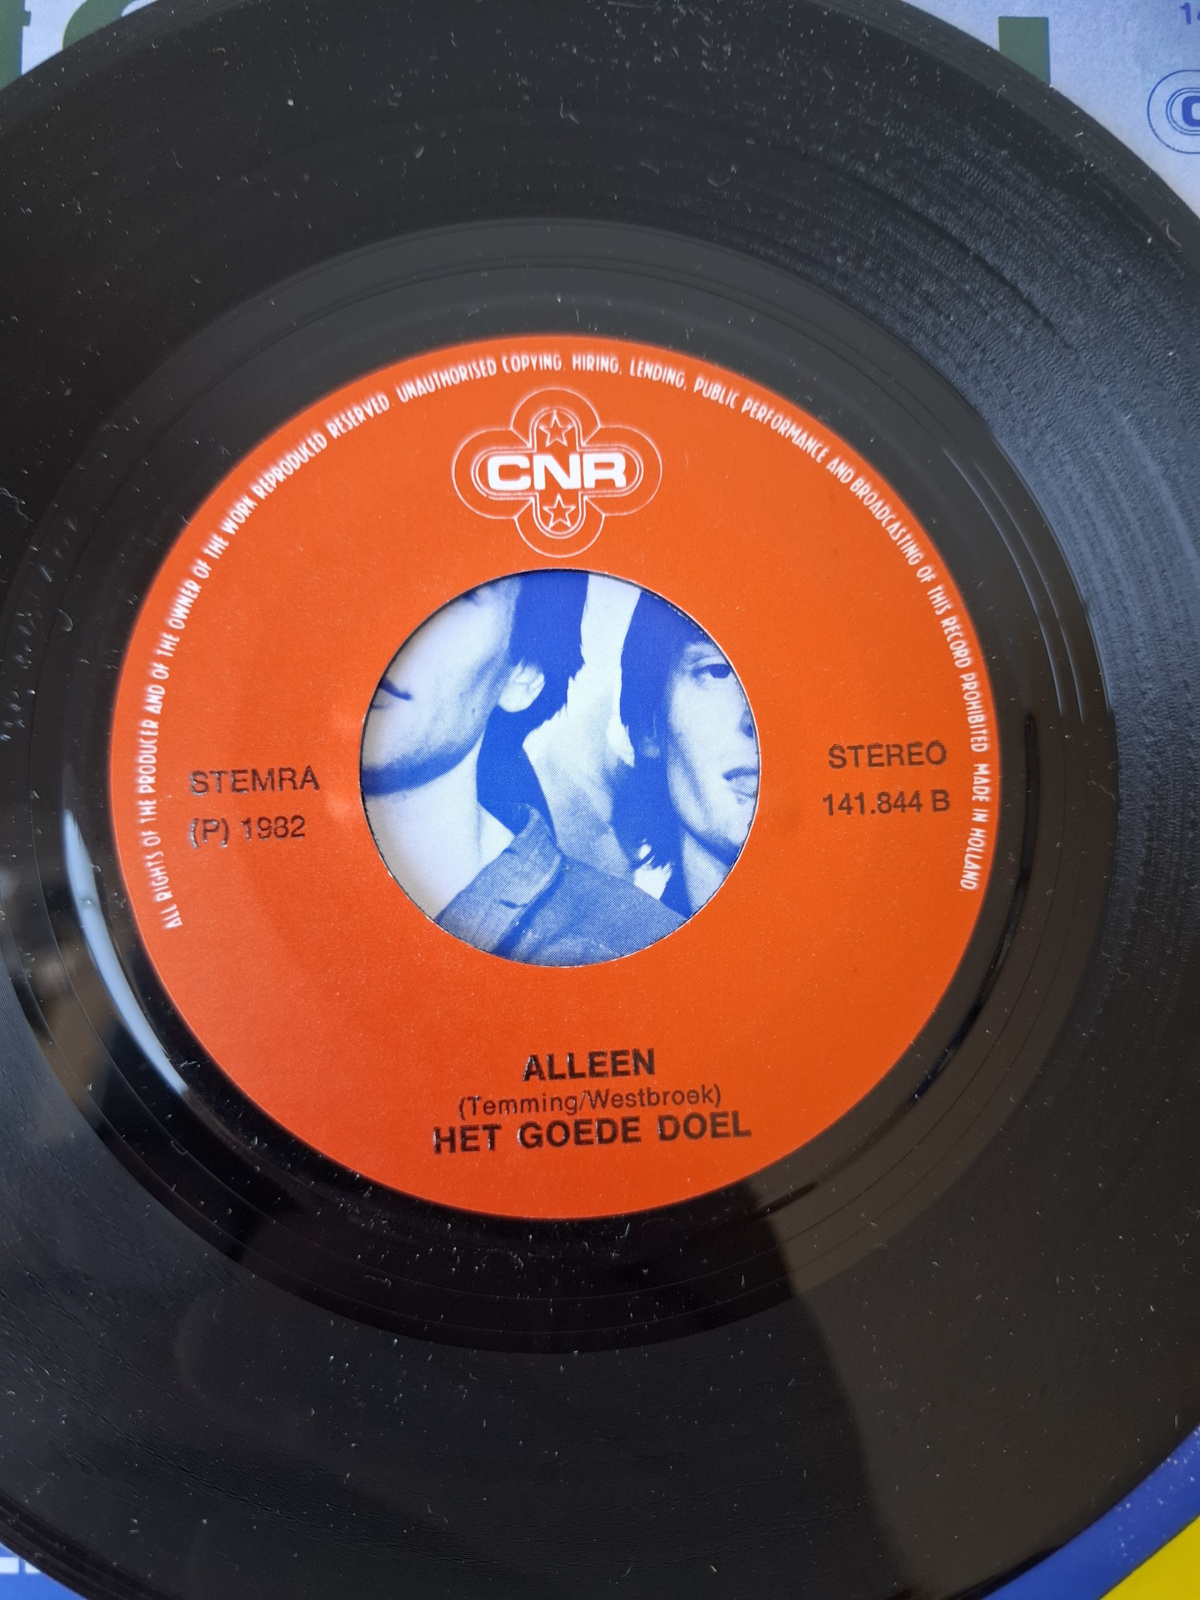 ALL RIGHTS OF THE PRODUCER AND OF THE OWNER OF THE WORK REPRODUCED RESERVED. UNAUTHORISED COPYING, HIRING, LENDING, PUBLIC PERFORMANCE AND BROADCASTING OF THIS RECORD PROHIBITED MADE IN HOLLAND.
CNR
STEMRA
(P) 1982
STEREO
141.844 B
ALLEEN
(Temming/Westbroek)
HET GOEDE DOEL